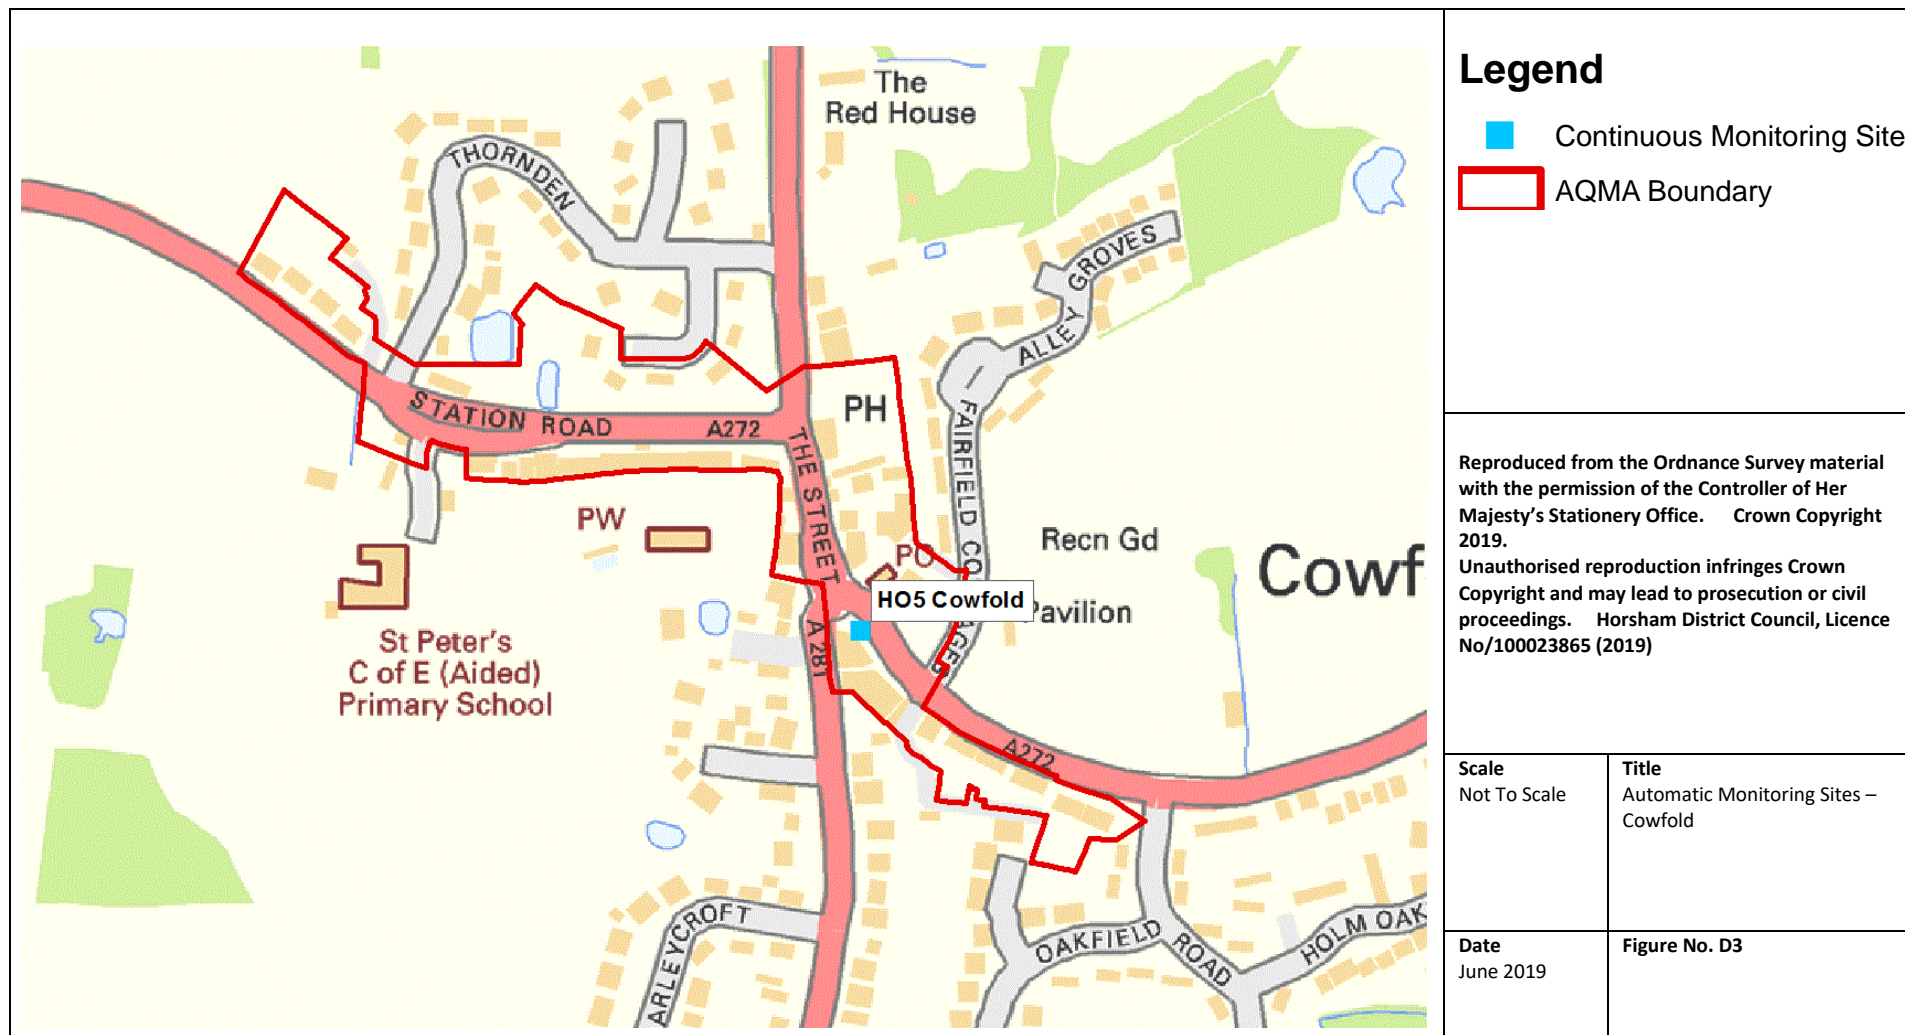 The
Red House
THORNDEN
GROVES
ALLEY
PH
STATION ROAD
A272
THE STREET
FAIRFIELD CO
AGES
PW
PO
Recn Gd
Cowf
HO5 Cowfold
Pavilion
A281
St Peter's
C of E (Aided)
Primary School
A272
ARLEYCROFT
OAKFIELD ROAD
HOLM OAK
Legend
Continuous Monitoring Site
AQMA Boundary
Reproduced from the Ordnance Survey material
with the permission of the Controller of Her
Majesty's Stationery Office. Crown Copyright
2019.
Unauthorised reproduction infringes Crown
Copyright and may lead to prosecution or civil
proceedings. Horsham District Council, Licence
No/100023865 (2019)
Scale
Not To Scale
Title
Automatic Monitoring Sites –
Cowfold
Date
June 2019
Figure No. D3